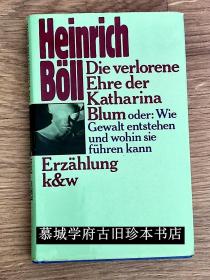 Heinrich
Böll
Die verlorene
Ehre der
Katharina
Blum oder: Wie
Gewalt entstehen
und wohin sie
führen kann
Erzählung
k&w
慕城学府古旧珍本书店